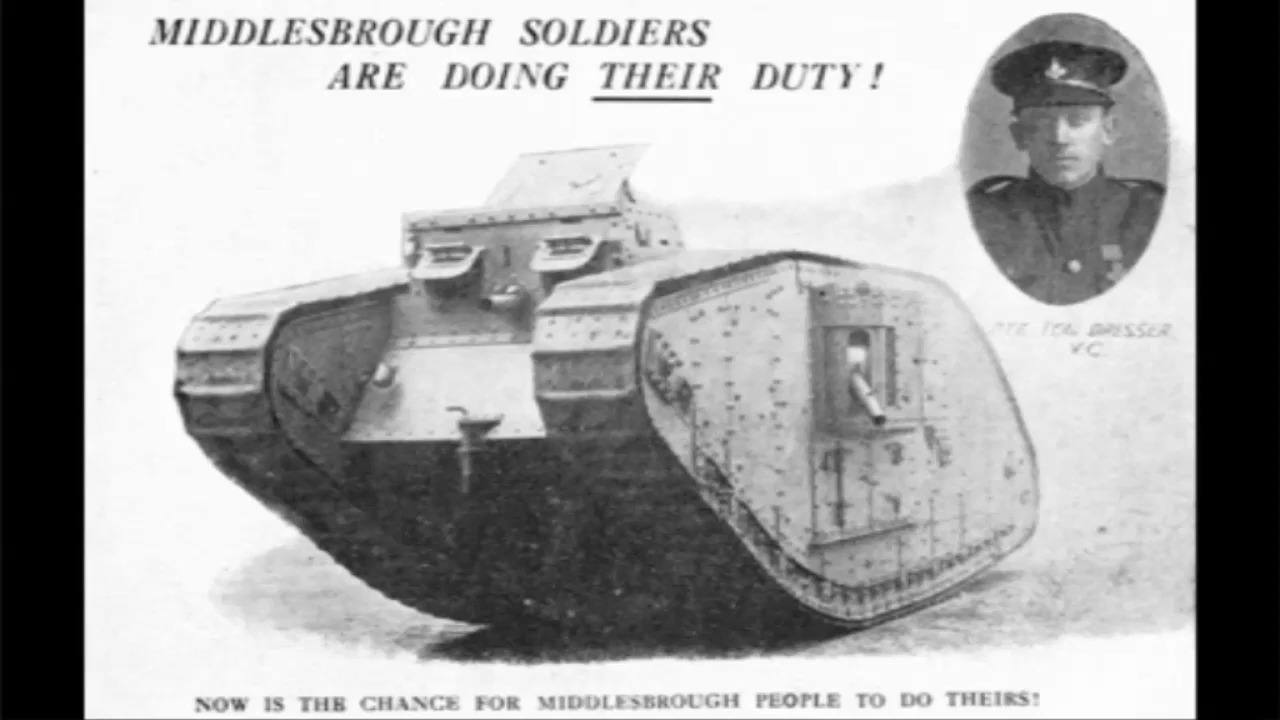 MIDDLESBROUGH SOLDIERS
ARE DOING THEIR DUTY!
PTE TOM DRESSER
V.C
NOW IS THE CHANCE FOR MIDDLESBROUGH PEOPLE TO DO THEIRS!